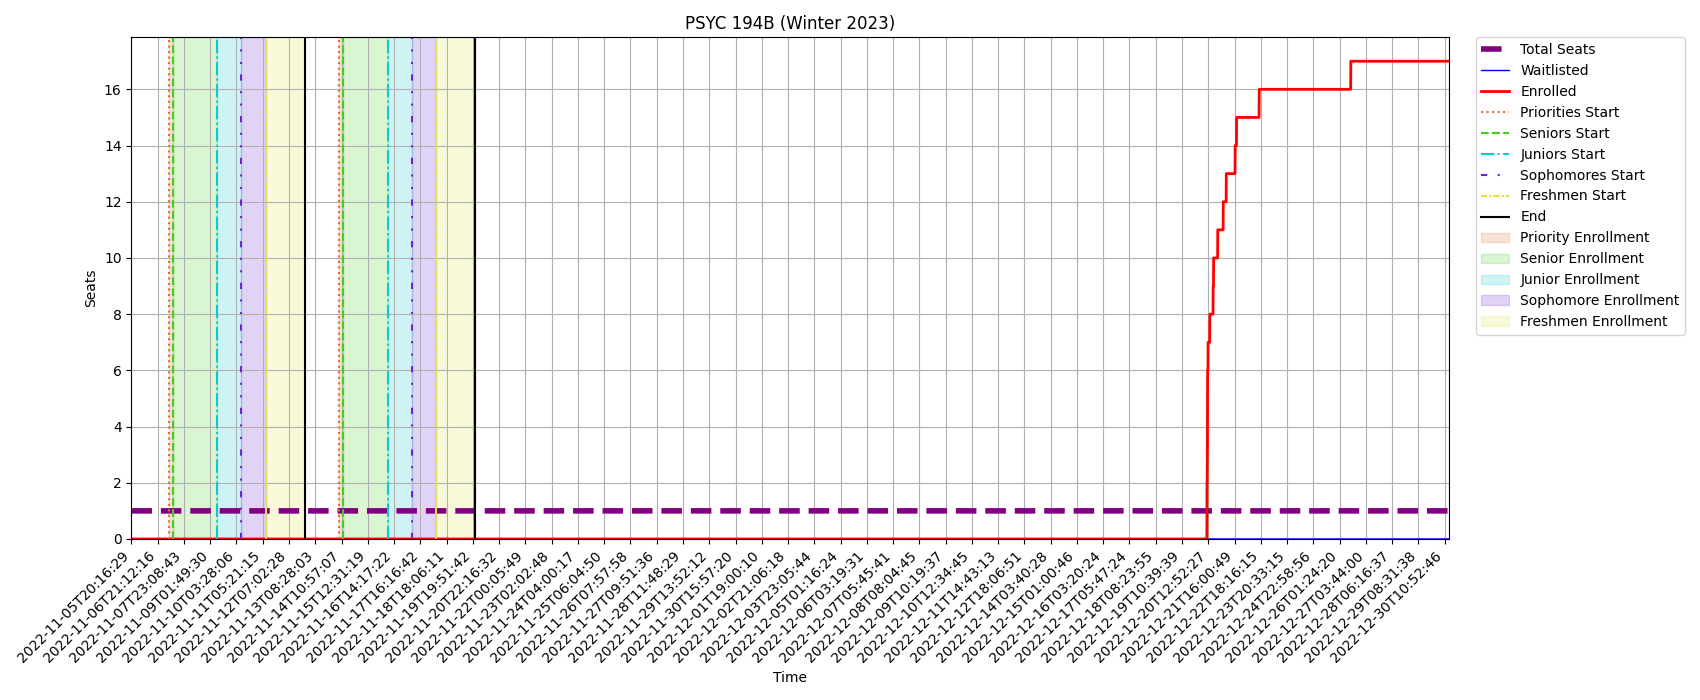 PSYC 194B (Winter 2023)
Seats
16
14
12
10
8
6
4
2
0
2022-11-05T20:16:29
2022-11-06T21:12:16
2022-11-07T23:08:43
2022-11-09T01:49:30
2022-11-10T03:28:06
2022-11-11T05:21:15
2022-11-12T07:02:28
2022-11-13T08:28:03
2022-11-14T10:57:07
2022-11-15T12:31:19
2022-11-16T14:17:22
2022-11-17T16:16:42
2022-11-18T18:06:11
2022-11-19T19:51:42
2022-11-20T22:16:32
2022-11-22T00:05:49
2022-11-23T02:02:48
2022-11-24T04:00:17
2022-11-25T06:04:50
2022-11-26T07:57:58
2022-11-27T09:51:36
2022-11-28T11:48:29
2022-11-29T13:52:12
2022-11-30T15:57:20
2022-12-01T19:00:10
2022-12-02T21:06:18
2022-12-03T23:05:44
2022-12-05T01:16:24
2022-12-06T03:19:31
2022-12-07T05:45:41
2022-12-08T08:04:45
2022-12-09T10:19:37
2022-12-10T12:34:45
2022-12-11T14:43:13
2022-12-12T18:06:51
2022-12-14T03:40:28
2022-12-15T01:00:46
2022-12-16T03:20:24
2022-12-17T05:47:24
2022-12-18T08:23:55
2022-12-19T10:39:39
2022-12-20T12:52:27
2022-12-21T16:00:49
2022-12-22T18:16:15
2022-12-23T20:33:15
2022-12-24T22:58:56
2022-12-26T01:24:20
2022-12-27T03:44:00
2022-12-28T06:16:37
2022-12-29T08:31:38
2022-12-30T10:52:46
Time
Total Seats
Waitlisted
Enrolled
Priorities Start
Seniors Start
Juniors Start
Sophomores Start
Freshmen Start
End
Priority Enrollment
Senior Enrollment
Junior Enrollment
Sophomore Enrollment
Freshmen Enrollment